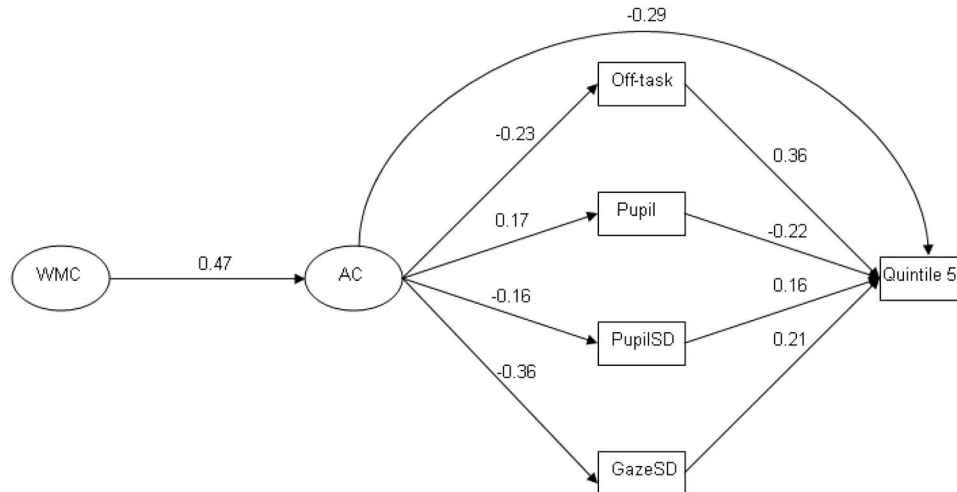 -0.29
Off-task
-0.23
0.36
Pupil
0.17
-0.22
WMC
0.47
AC
Quintile 5
-0.16
0.16
PupilSD
0.21
-0.36
GazeSD